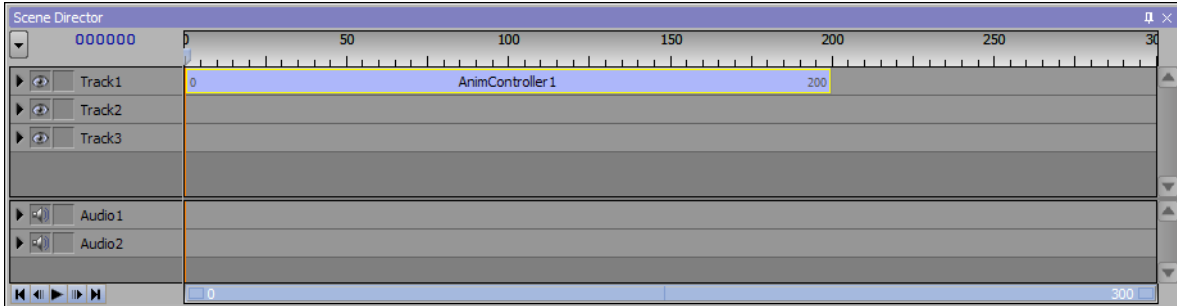 Scene Director
000000 0 50 100 150 200 250 30
Track1 0 AnimController1 200
Track2
Track3
Audio1
Audio2
0 300